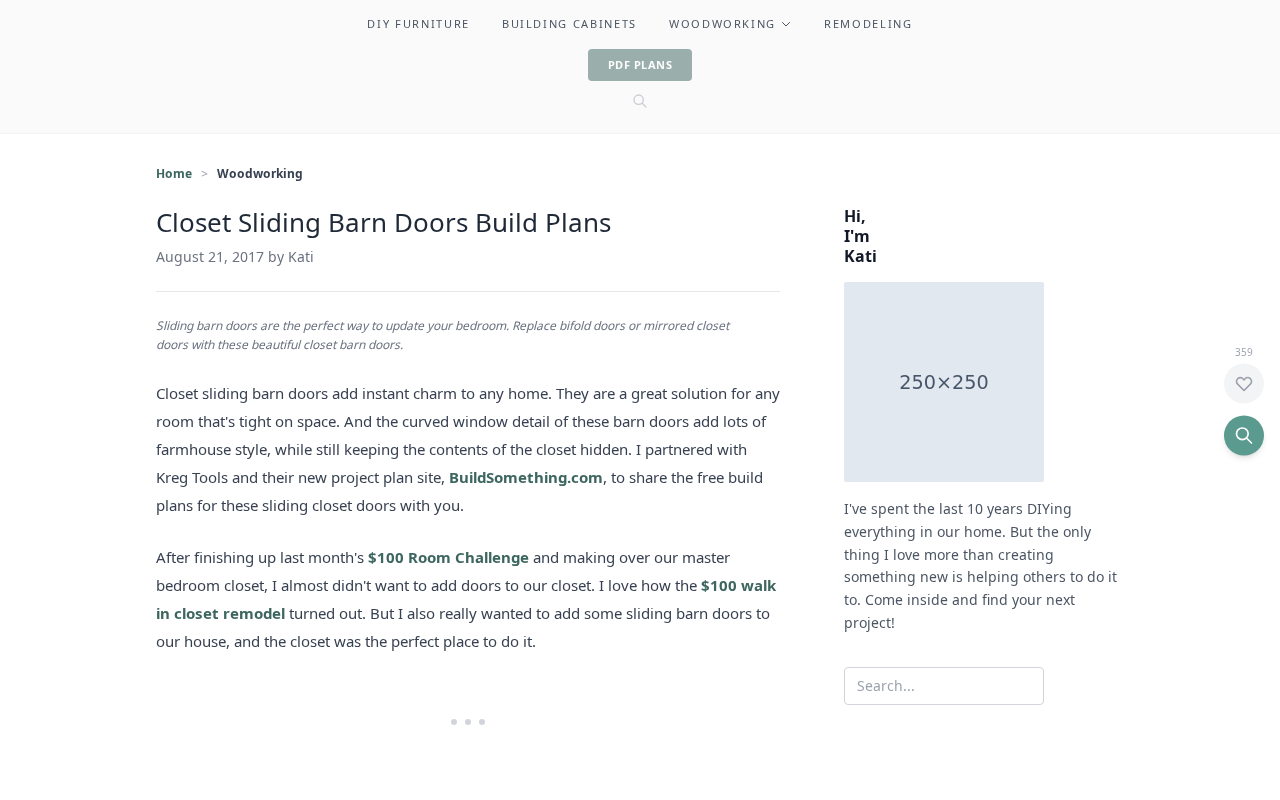 DIY FURNITURE
BUILDING CABINETS
WOODWORKING
REMODELING
PDF PLANS
Home > Woodworking
Closet Sliding Barn Doors Build Plans
August 21, 2017 by Kati
Sliding barn doors are the perfect way to update your bedroom. Replace bifold doors or mirrored closet
doors with these beautiful closet barn doors.
Closet sliding barn doors add instant charm to any home. They are a great solution for any
room that's tight on space. And the curved window detail of these barn doors add lots of
farmhouse style, while still keeping the contents of the closet hidden. I partnered with
Kreg Tools and their new project plan site, BuildSomething.com, to share the free build
plans for these sliding closet doors with you.
After finishing up last month's $100 Room Challenge and making over our master
bedroom closet, I almost didn't want to add doors to our closet. I love how the $100 walk
in closet remodel turned out. But I also really wanted to add some sliding barn doors to
our house, and the closet was the perfect place to do it.
Hi,
I'm
Kati
250×250
I've spent the last 10 years DIYing
everything in our home. But the only
thing I love more than creating
something new is helping others to do it
to. Come inside and find your next
project!
Search...
359